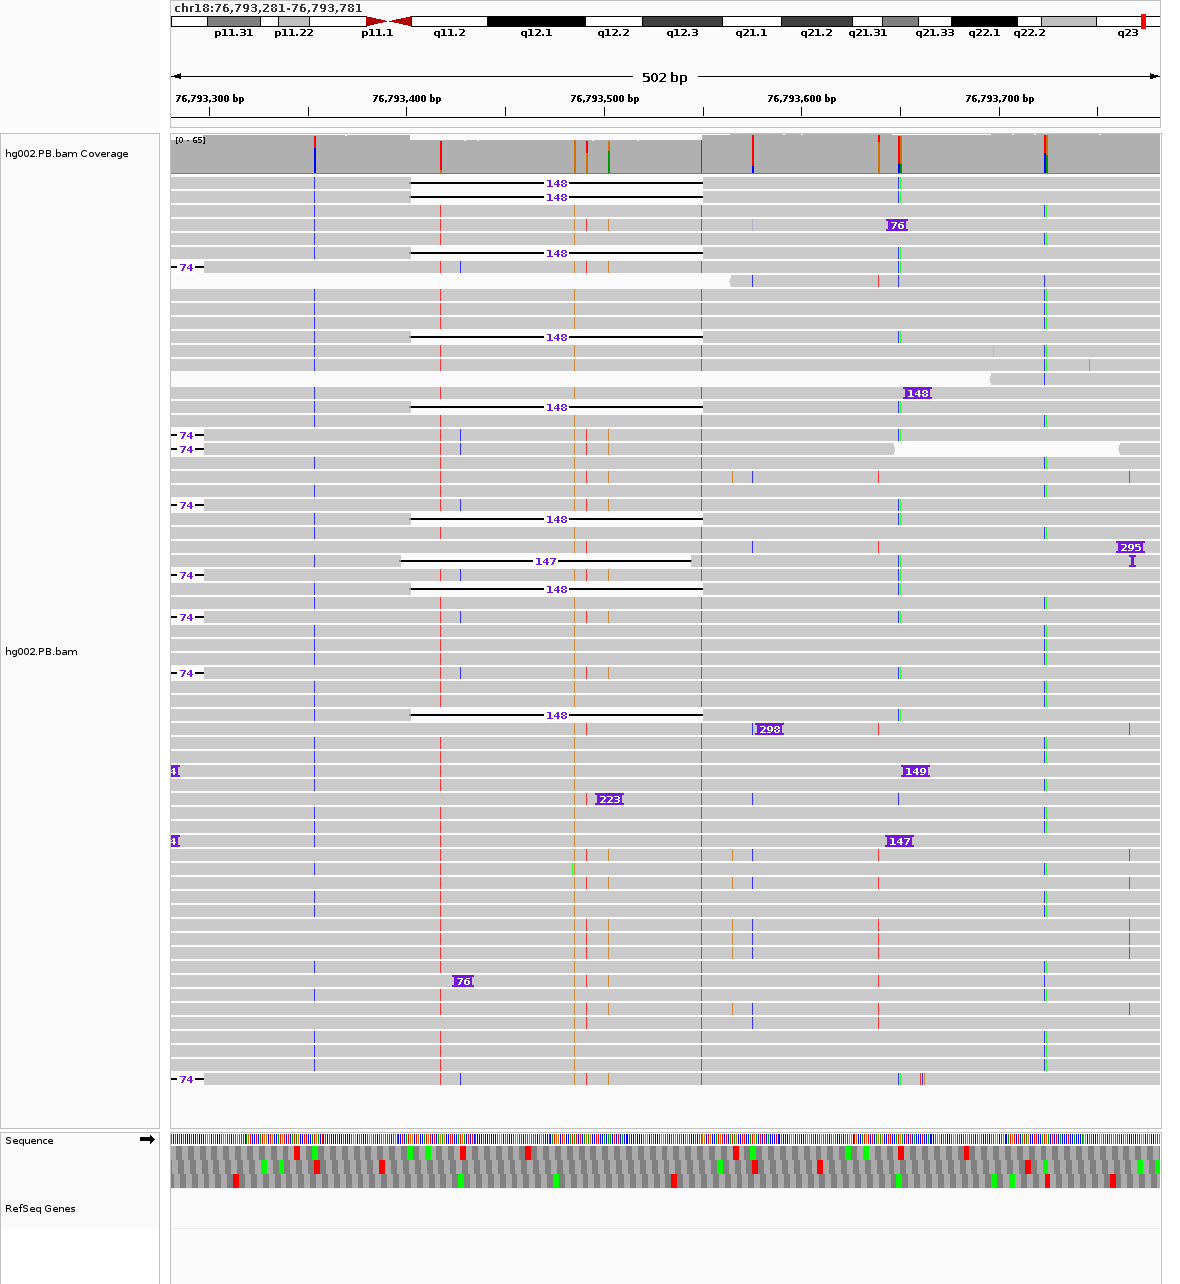 chr18:76,793,281-76,793,781
p11.31 p11.22 p11.1 q11.2 q12.1 q12.2 q12.3 q21.1 q21.2 q21.31 q21.33 q22.1 q22.2 q23
502 bp
76,793,300 bp 76,793,400 bp 76,793,500 bp 76,793,600 bp 76,793,700 bp
[0 - 65]
hg002.PB.bam Coverage
148
148
76
148
74
148
148
148
74
74
74
148
295
147
74
148
74
hg002.PB.bam
74
148
298
4 149
223
4 147
76
74
Sequence
RefSeq Genes